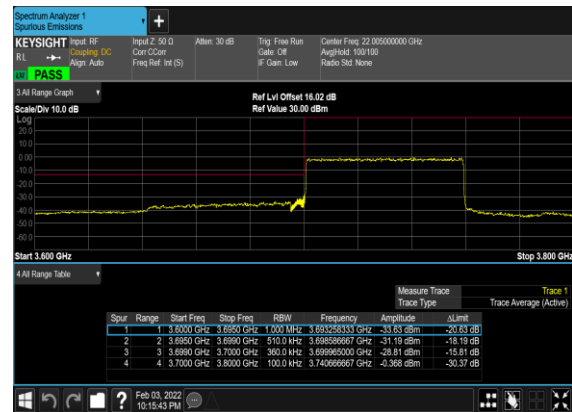 Spectrum Analyzer 1
Spurious Emissions
KEYSIGHT
RL
Input: RF
Coupling: DC
Align: Auto
Input Z: 50 Ω
Corr CCorr
Freq Ref: Int (S)
Atten: 30 dB
Trig: Free Run
Gate: Off
IF Gain: Low
Center Freq: 22.005000000 GHz
Avg|Hold: 100/100
Radio Std: None
LV PASS
3 All Range Graph
Scale/Div 10.0 dB
Ref Lvl Offset 16.02 dB
Ref Value 30.00 dBm
Log
20.0
10.0
0.00
-10.0
-20.0
-30.0
-40.0
-50.0
-60.0
Start 3.600 GHz
Stop 3.800 GHz
4 All Range Table
Measure Trace Trace 1
Trace Type Trace Average (Active)
Spur Range Start Freq Stop Freq RBW Frequency Amplitude ΔLimit
1 1 3.6000 GHz 3.6950 GHz 1.000 MHz 3.693258333 GHz -33.63 dBm -20.63 dB
2 2 3.6950 GHz 3.6990 GHz 510.0 kHz 3.698586667 GHz -31.19 dBm -18.19 dB
3 3 3.6990 GHz 3.7000 GHz 360.0 kHz 3.699965000 GHz -28.81 dBm -15.81 dB
4 4 3.7000 GHz 3.8000 GHz 100.0 kHz 3.740666667 GHz -0.368 dBm -30.37 dB
?
Feb 03, 2022
10:15:43 PM